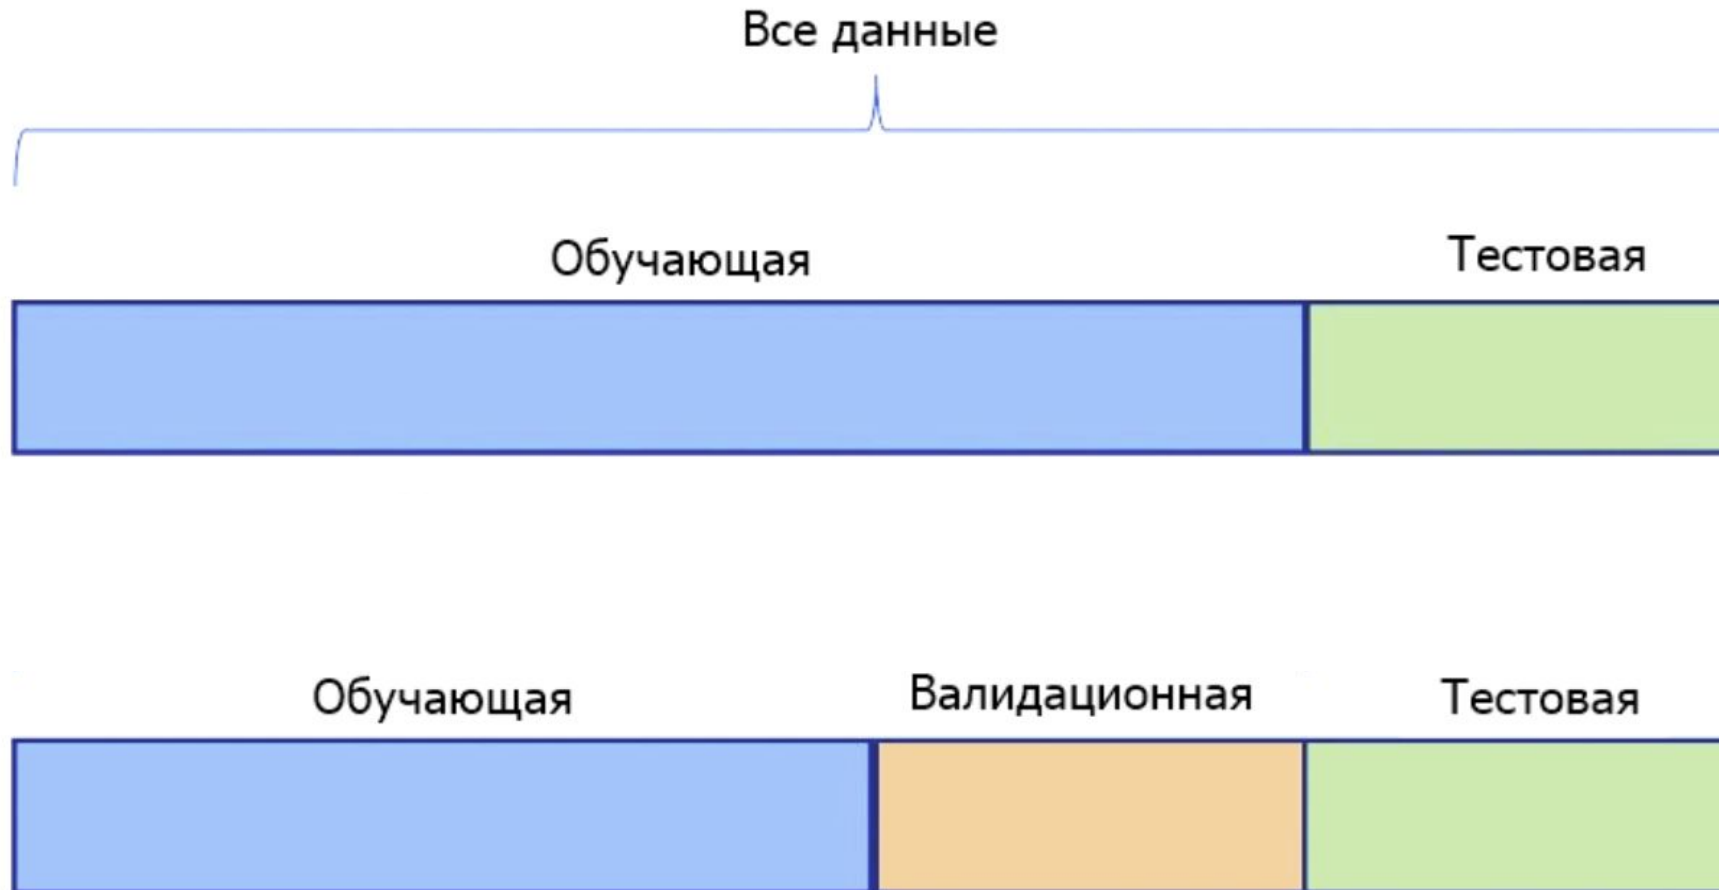 Все данные
Обучающая
Тестовая
Обучающая
Валидационная
Тестовая